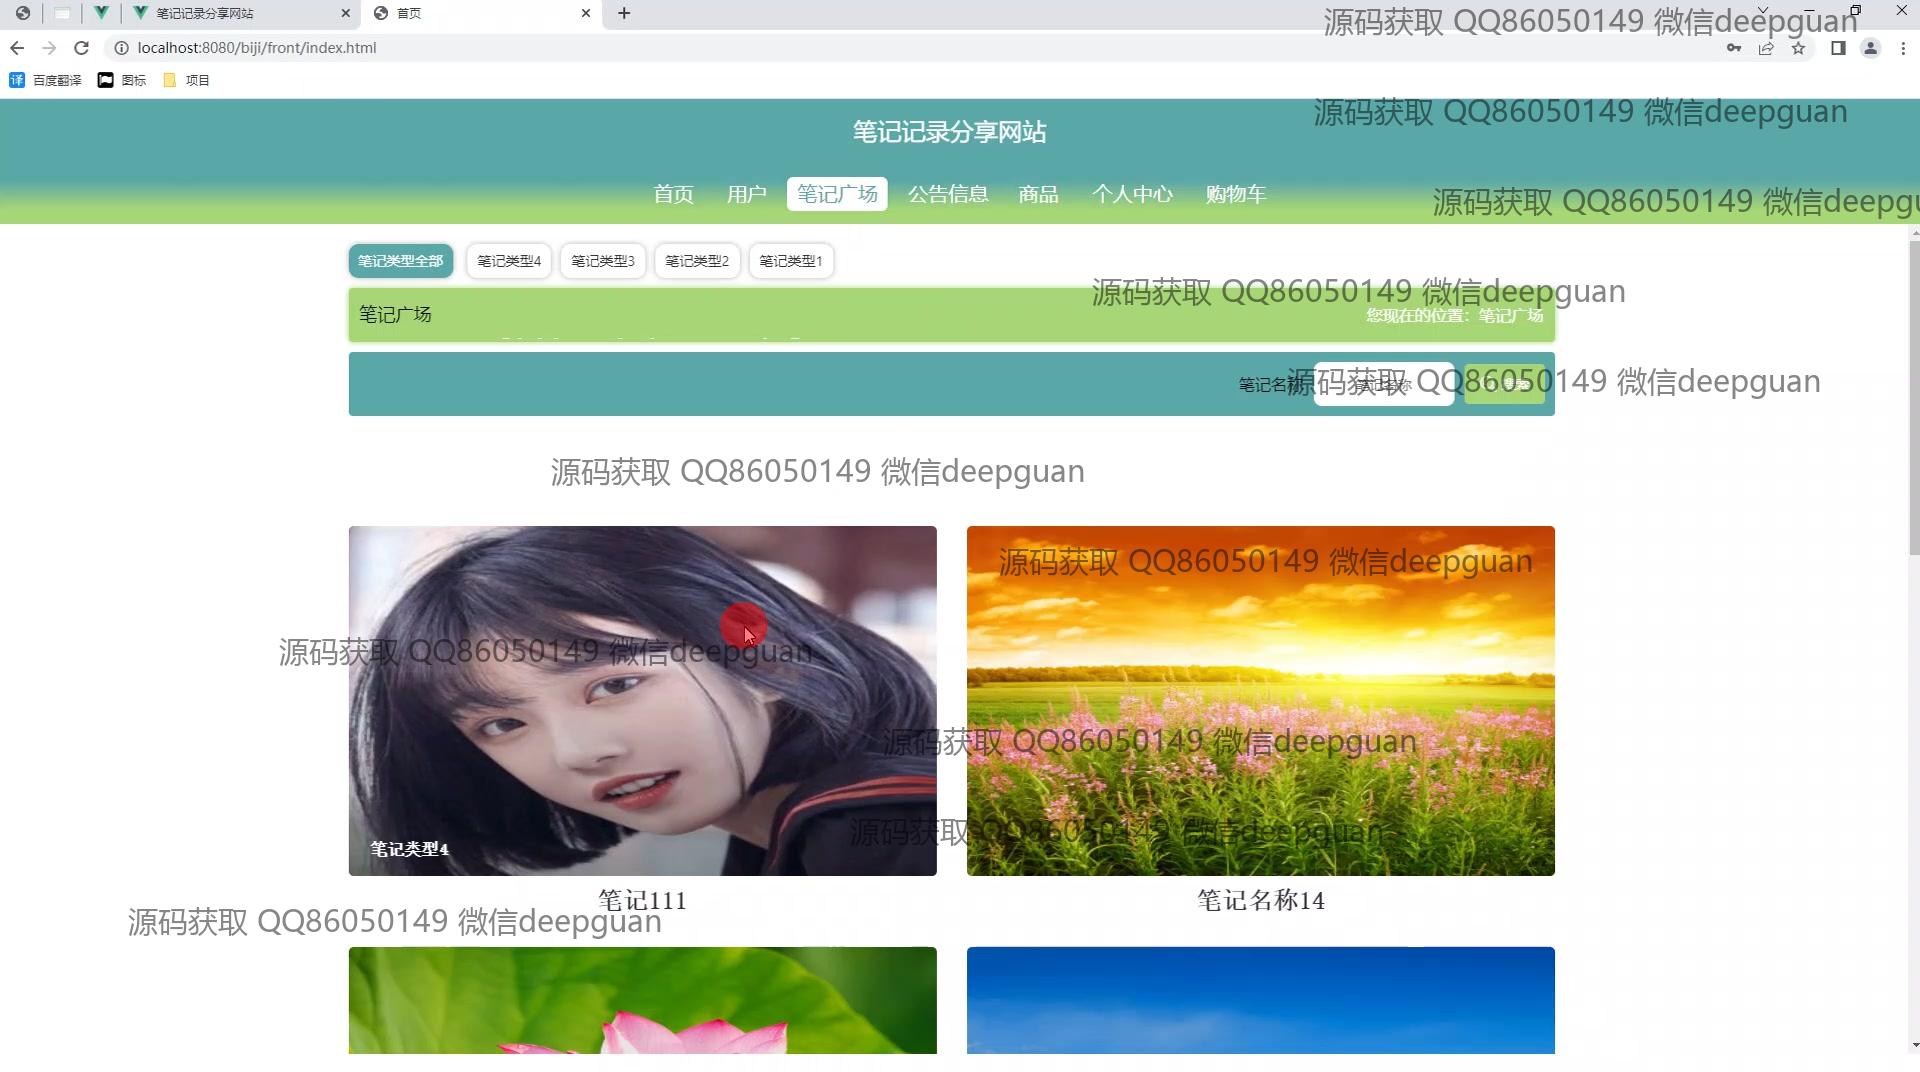 笔记记录分享网站
首页
localhost:8080/biji/front/index.html
百度翻译 图标 项目
源码获取 QQ86050149 微信deepguan
源码获取 QQ86050149 微信deepguan
笔记记录分享网站
首页 用户 笔记广场 公告信息 商品 个人中心 购物车
源码获取 QQ86050149 微信deepgu
笔记类型全部 笔记类型4 笔记类型3 笔记类型2 笔记类型1
源码获取 QQ86050149 微信deepguan
笔记广场
您现在的位置：笔记广场
笔记名称
笔记名称
源码获取 QQ86050149 微信deepguan
源码获取 QQ86050149 微信deepguan
源码获取 QQ86050149 微信deepguan
源码获取 QQ86050149 微信deepguan
源码获取 QQ86050149 微信deepguan
源码获取 QQ86050149 微信deepguan
笔记类型4
笔记111
笔记名称14
源码获取 QQ86050149 微信deepguan